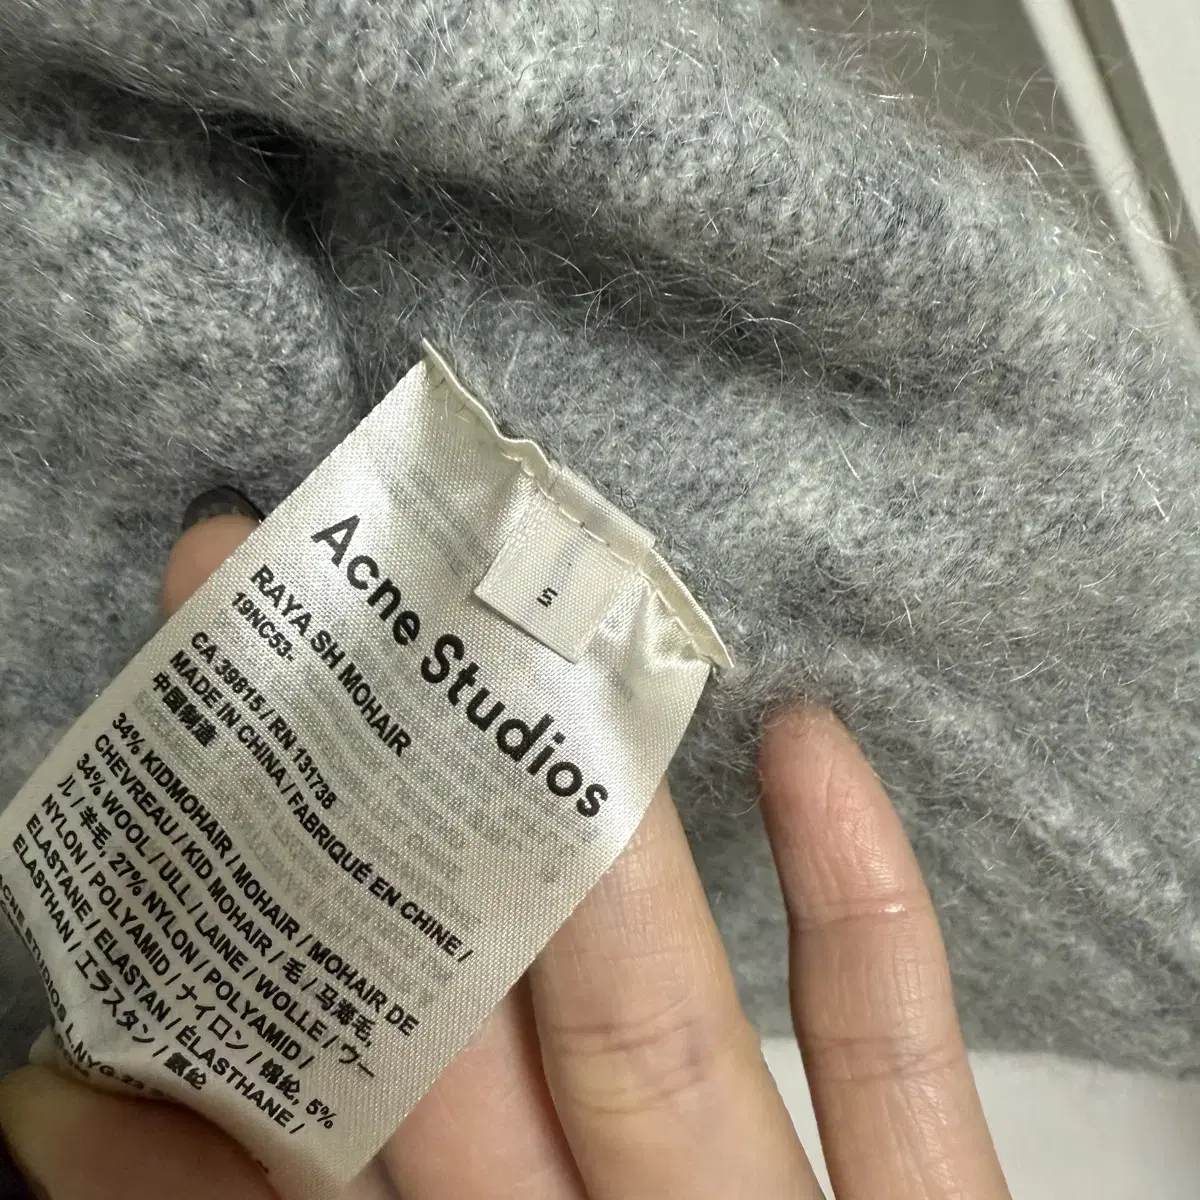 S
Acne Studios
RAYA SH MOHAIR
19NC53-
CA 39815 / RN 131738
MADE IN CHINA / FABRIQUÉ EN CHINE /
中国制造
34% KIDMOHAIR / MOHAIR / MOHAIR DE
CHEVREAU / KID MOHAIR / 毛 / 马海毛,
34% WOOL / ULL / LAINE / WOLLE / ウー
ル / 羊毛, 27% NYLON / POLYAMID /
NYLON / POLYAMID / ナイロン / 锦纶, 5%
ELASTANE / ELASTAN / ÉLASTHANNE /
ELASTHAN / エラスタン / 氨纶
ACNE STUDIOS